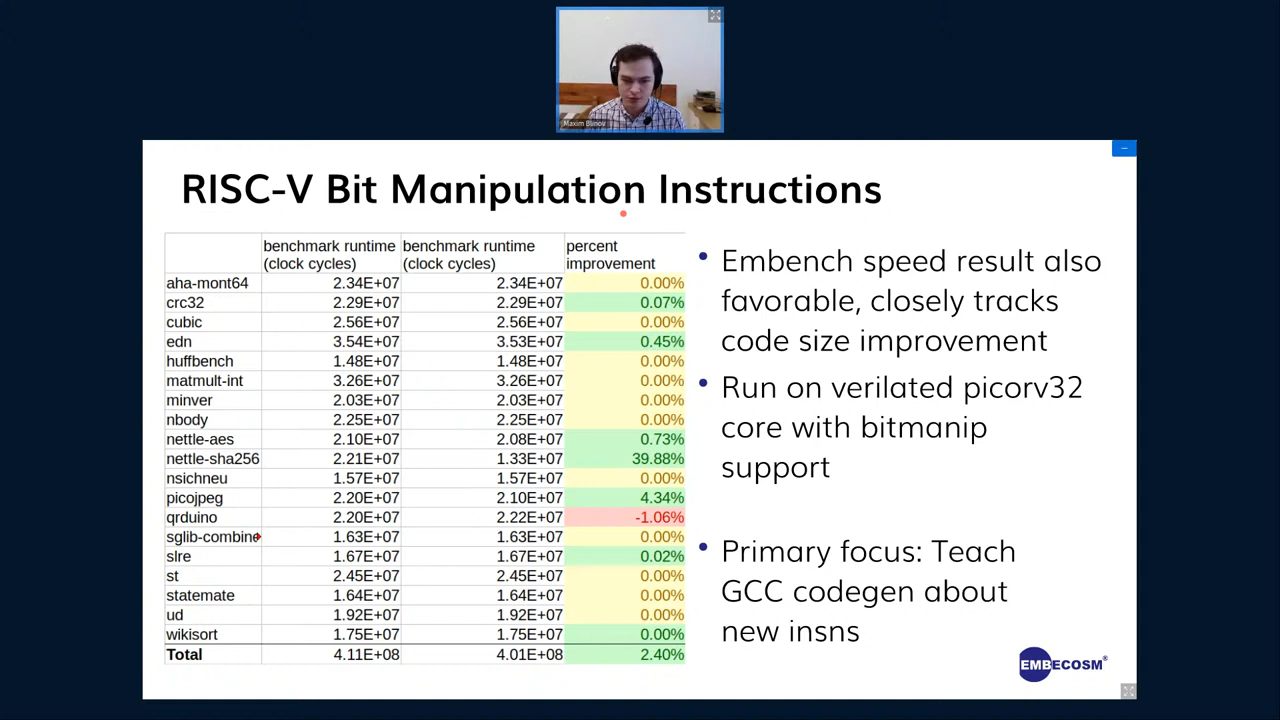 Maxim Blinov
RISC-V Bit Manipulation Instructions
benchmark runtime (clock cycles) benchmark runtime (clock cycles) percent improvement
aha-mont64 2.34E+07 2.34E+07 0.00%
crc32 2.29E+07 2.29E+07 0.07%
cubic 2.56E+07 2.56E+07 0.00%
edn 3.54E+07 3.53E+07 0.45%
huffbench 1.48E+07 1.48E+07 0.00%
matmult-int 3.26E+07 3.26E+07 0.00%
minver 2.03E+07 2.03E+07 0.00%
nbody 2.25E+07 2.25E+07 0.00%
nettle-aes 2.10E+07 2.08E+07 0.73%
nettle-sha256 2.21E+07 1.33E+07 39.88%
nsichneu 1.57E+07 1.57E+07 0.00%
picojpeg 2.20E+07 2.10E+07 4.34%
qrduino 2.20E+07 2.22E+07 -1.06%
sglib-combine 1.63E+07 1.63E+07 0.00%
slre 1.67E+07 1.67E+07 0.02%
st 2.45E+07 2.45E+07 0.00%
statemate 1.64E+07 1.64E+07 0.00%
ud 1.92E+07 1.92E+07 0.00%
wikisort 1.75E+07 1.75E+07 0.00%
Total 4.11E+08 4.01E+08 2.40%
• Embench speed result also
favorable, closely tracks
code size improvement
• Run on verilated picorv32
core with bitmanip
support
• Primary focus: Teach
GCC codegen about
new insns
EMBECOSM®